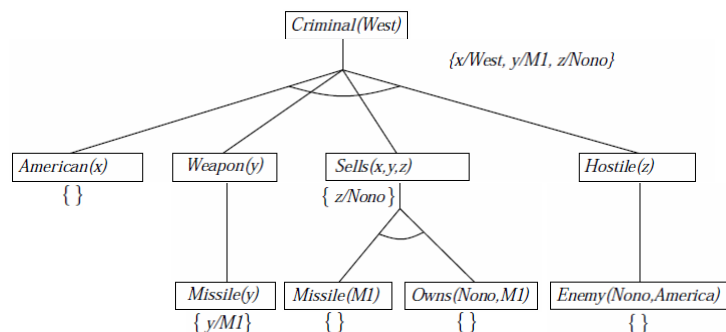 Criminal(West)
{x/West, y/M1, z/Nono}
American(x)
Weapon(y)
Sells(x,y,z)
Hostile(z)
{ }
{ z/Nono }
Missile(y)
Missile(M1)
Owns(Nono,M1)
Enemy(Nono,America)
{ y/M1}
{ }
{ }
{ }